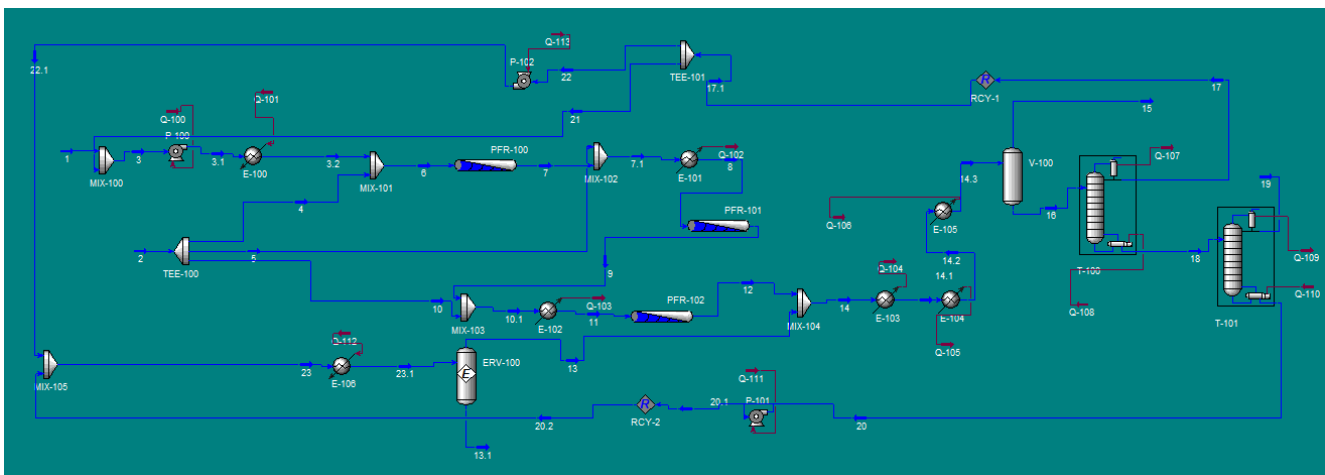 Q-113
P-102
22
TEE-101
17.1
22.1
RCY-1
17
15
Q-101
Q-100
P-100
21
1
3
3.1
3.2
MIX-100
E-100
MIX-101
6
PFR-100
7
MIX-102
7.1
Q-102
E-101
8
14.3
V-100
Q-107
16
19
4
PFR-101
Q-106
E-105
2
5
TEE-100
9
14.2
T-100
18
Q-109
Q-104
14.1
10
MIX-103
10.1
Q-103
E-102
11
PFR-102
12
MIX-104
14
E-103
E-104
Q-105
Q-108
Q-110
T-101
MIX-105
23
Q-112
E-106
23.1
ERV-100
E
13
Q-111
20.2
R
RCY-2
20.1
P-101
20
13.1